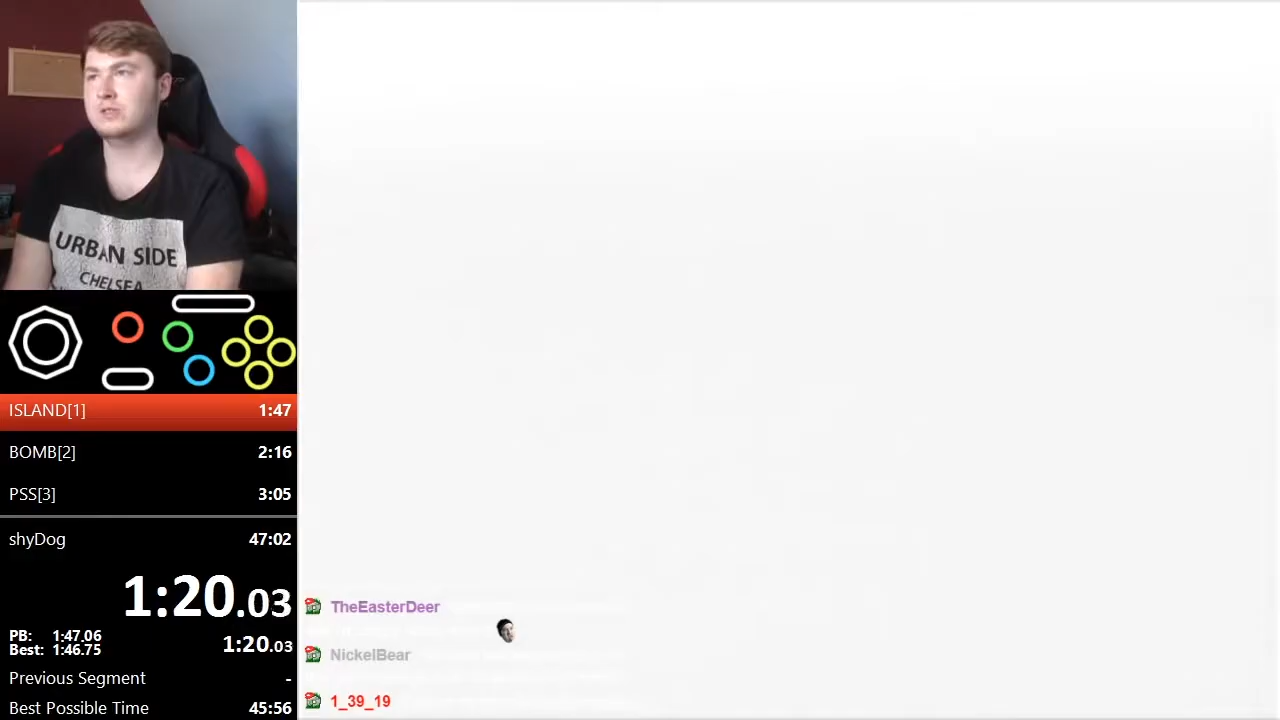 URBAN SIDE
CHELSEA
ISLAND[1] 1:47
BOMB[2] 2:16
PSS[3] 3:05
shyDog 47:02
1:20.03
PB: 1:47.06
Best: 1:46.75
1:20.03
Previous Segment -
Best Possible Time 45:56
TheEasterDeer
NickelBear
1_39_19